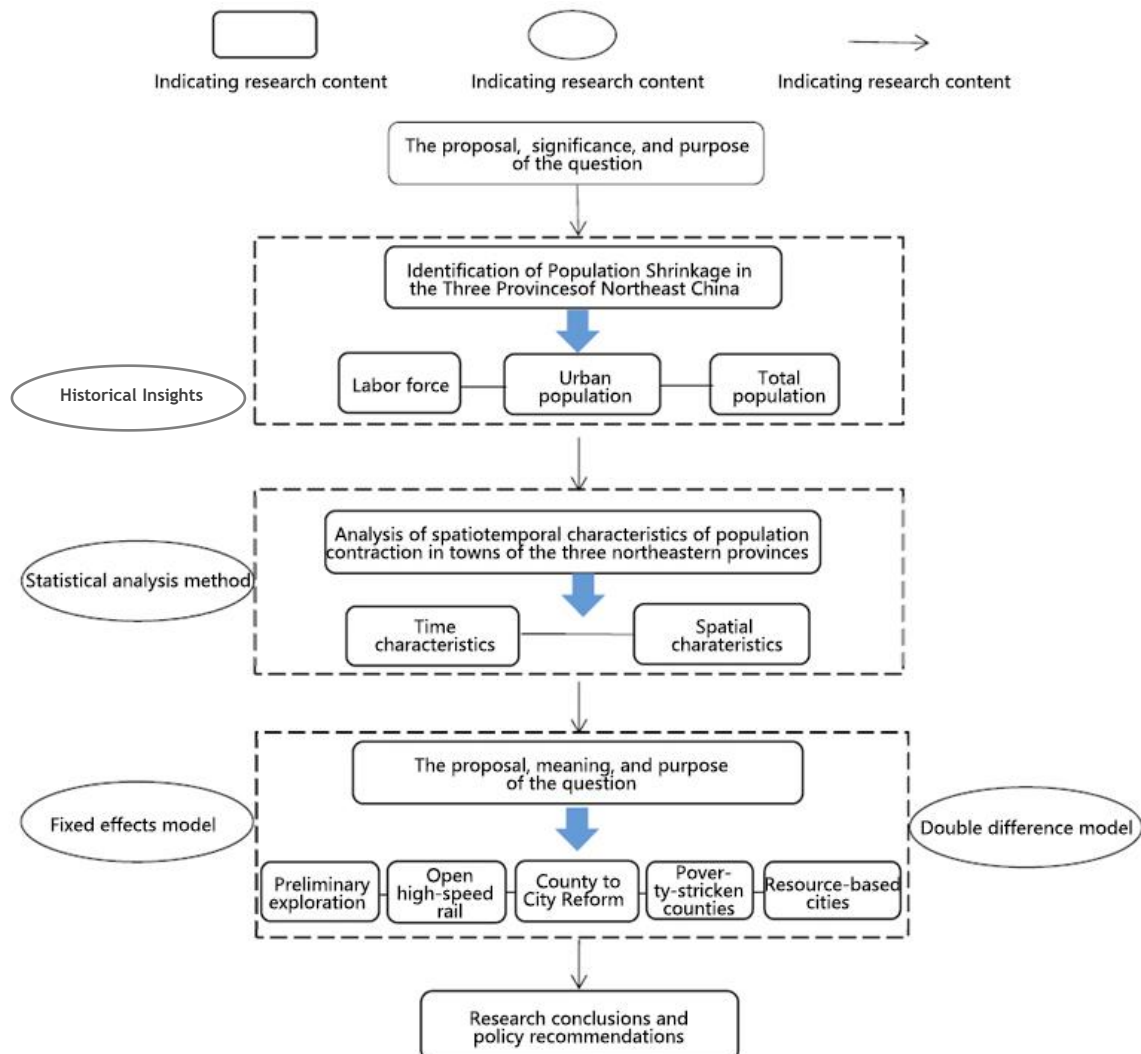 Indicating research content
Indicating research content
Indicating research content
The proposal, significance, and purpose
of the question
Identification of Population Shrinkage in
the Three Provincesof Northeast China
Labor force
Urban
population
Total
population
Historical Insights
Analysis of spatiotemporal characteristics of population
contraction in towns of the three northeastern provinces
Statistical analysis method
Time
characteristics
Spatial
charateristics
The proposal, meaning, and purpose
of the question
Fixed effects model
Double difference model
Preliminary
exploration
Open
high-speed
rail
County to
City Reform
Pover-
ty-stricken
counties
Resource-based
cities
Research conclusions and
policy recommendations